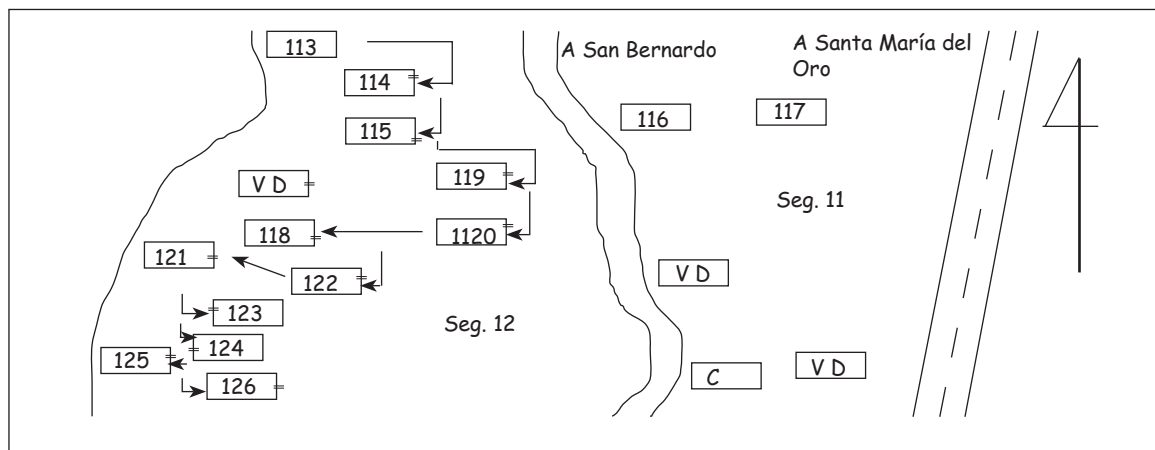 113
A San Bernardo
A Santa María del
Oro
114
116
117
115
119
V D
Seg. 11
118
1120
121
122
V D
123
Seg. 12
124
125
V D
C
126